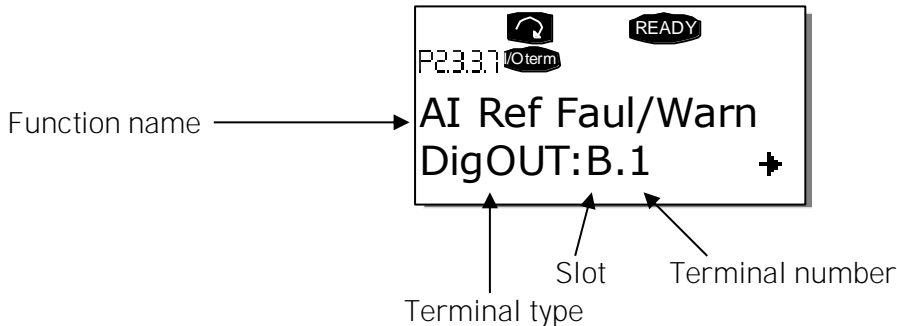 READY
P2.3.3.7 I/Oterm
Function name
AI Ref Faul/Warn
DigOUT:B.1
Slot
Terminal number
Terminal type